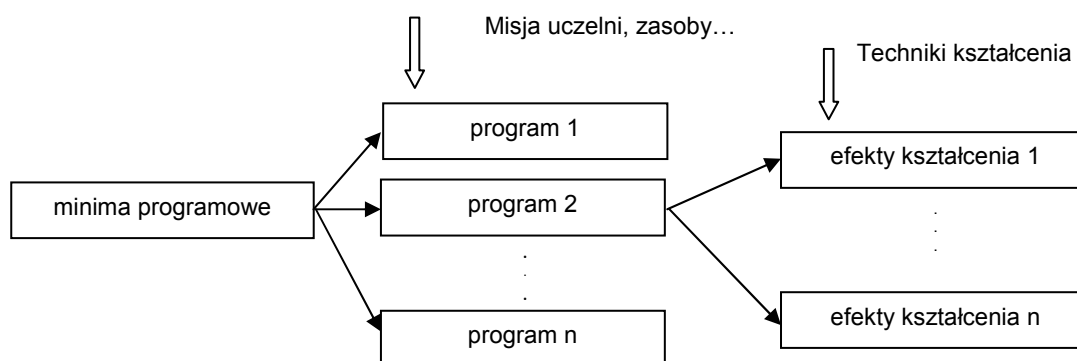 Misja uczelni, zasoby…
Techniki kształcenia
program 1
efekty kształcenia 1
minima programowe
program 2
program n
efekty kształcenia n